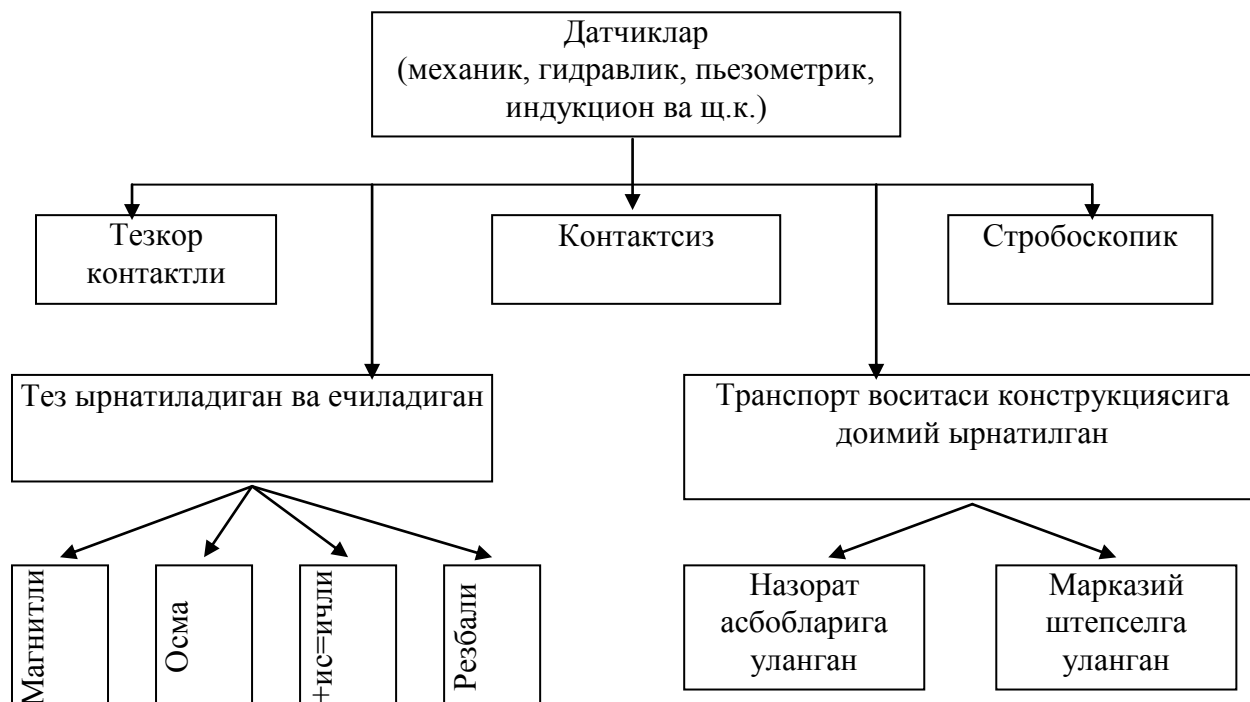 Датчиклар
(механик, гидравлик, пьезометрик,
индукцион ва щ.к.)
Тезкор
контактли
Контактсиз
Стробоскопик
Тез ырнатиладиган ва ечиладиган
Транспорт воситаси конструкциясига
доимий ырнатилган
Магнитли
Осма
+ис=ичли
Резбали
Назорат
асбобларига
уланган
Марказий
штепселга
уланган